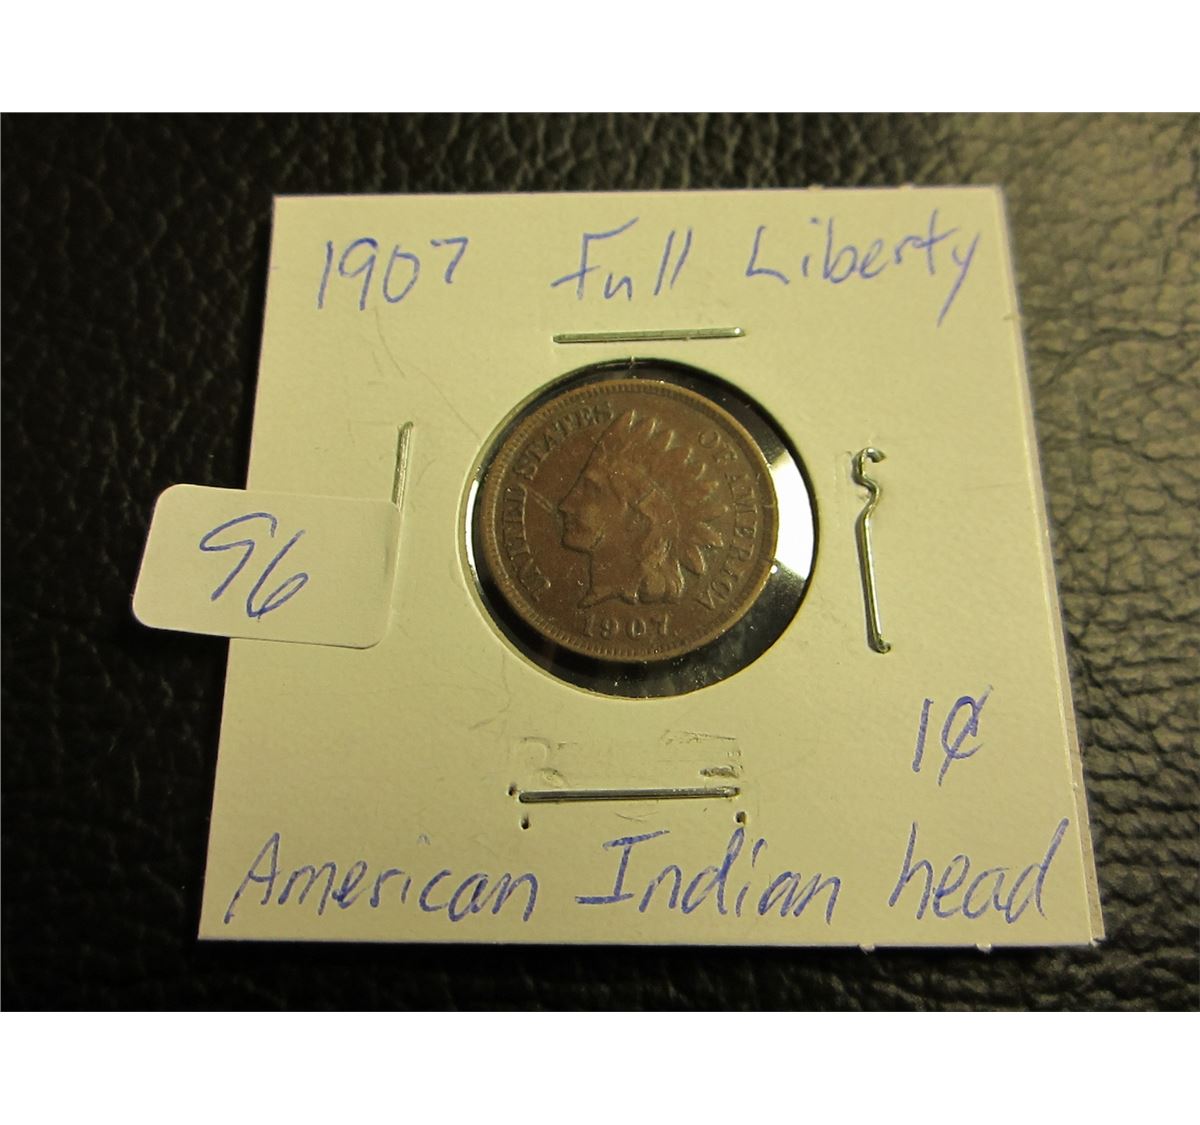 1907 Full Liberty
UNITED STATES OF AMERICA
1907
96
1¢
American Indian head